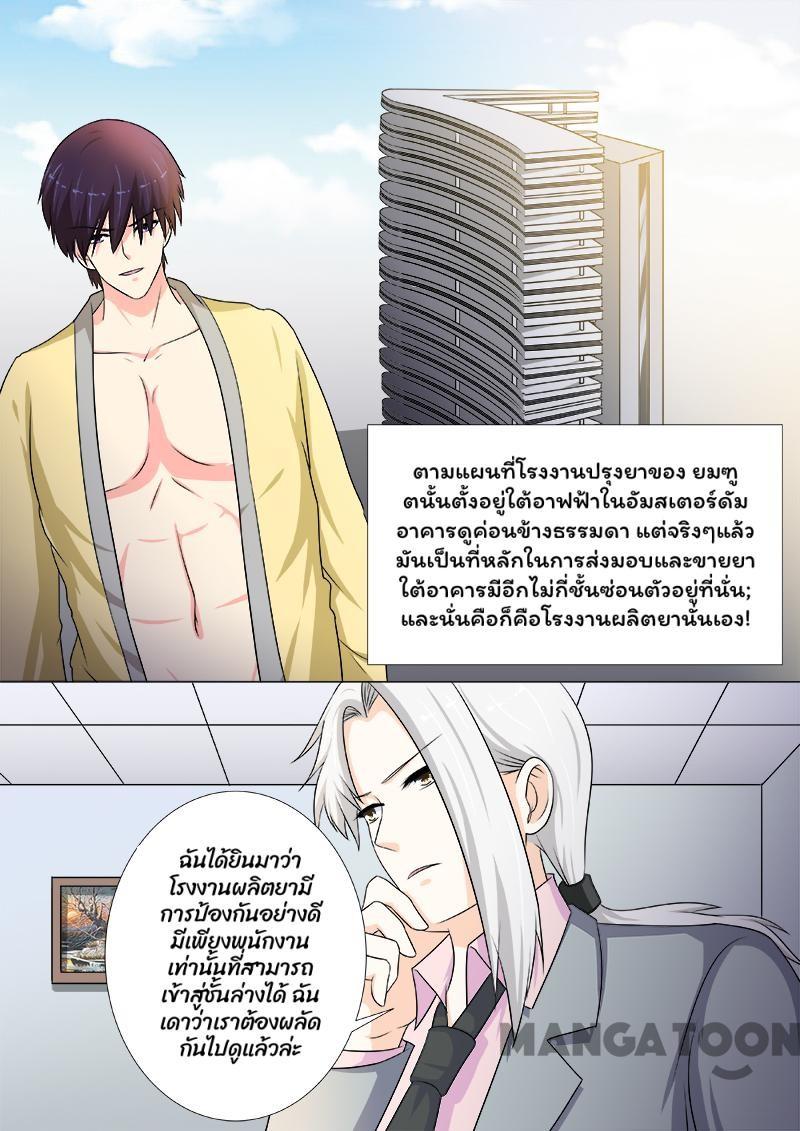 ตามแผนที่โรงงานปรุงยาของ ยมฑู
ตนั้นตั้งอยู่ใต้อาฟฟ้าในอัมสเตอร์ดัม
อาคารดูค่อนข้างธรรมดา แต่จริงๆแล้ว
มันเป็นที่หลักในการส่งมอบและขายยา
ใต้อาคารมีอีกไม่กี่ชั้นซ่อนตัวอยู่ที่นั่น;
และนั่นคือก็คือโรงงานผลิตยานั่นเอง!
ฉันได้ยินมาว่า
โรงงานผลิตยามี
การป้องกันอย่างดี
มีเพียงพนักงาน
เท่านั้นที่สามารถ
เข้าสู่ชั้นล่างได้ ฉัน
เดาว่าเราต้องผลัด
กันไปดูแล้วล่ะ
MANGATOON